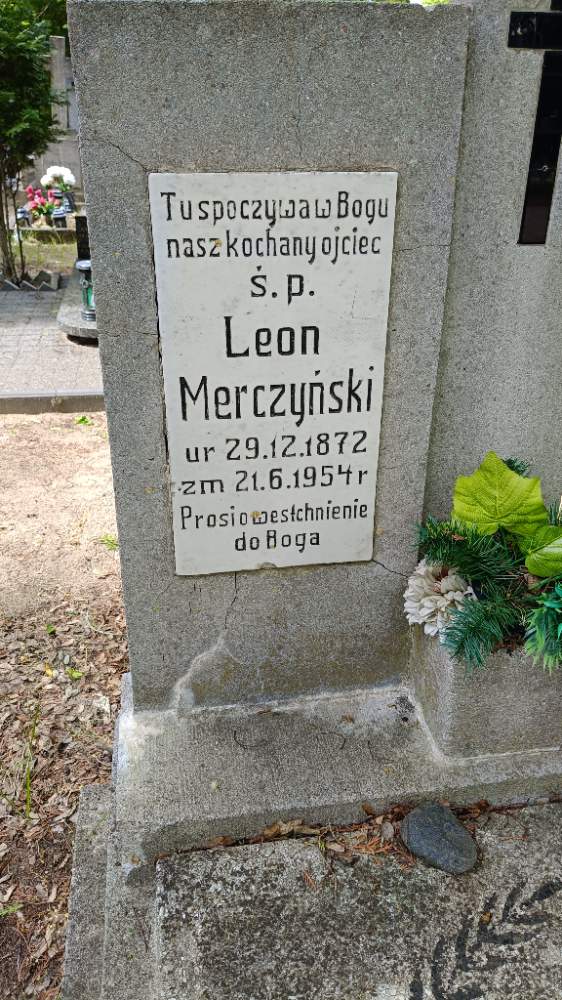 Tu spoczywa w Bogu
nasz kochany ojciec
ś. p.
Leon
Merczyński
ur 29.12.1872
zm 21.6.1954 r
Prosi o westchnienie
do Boga